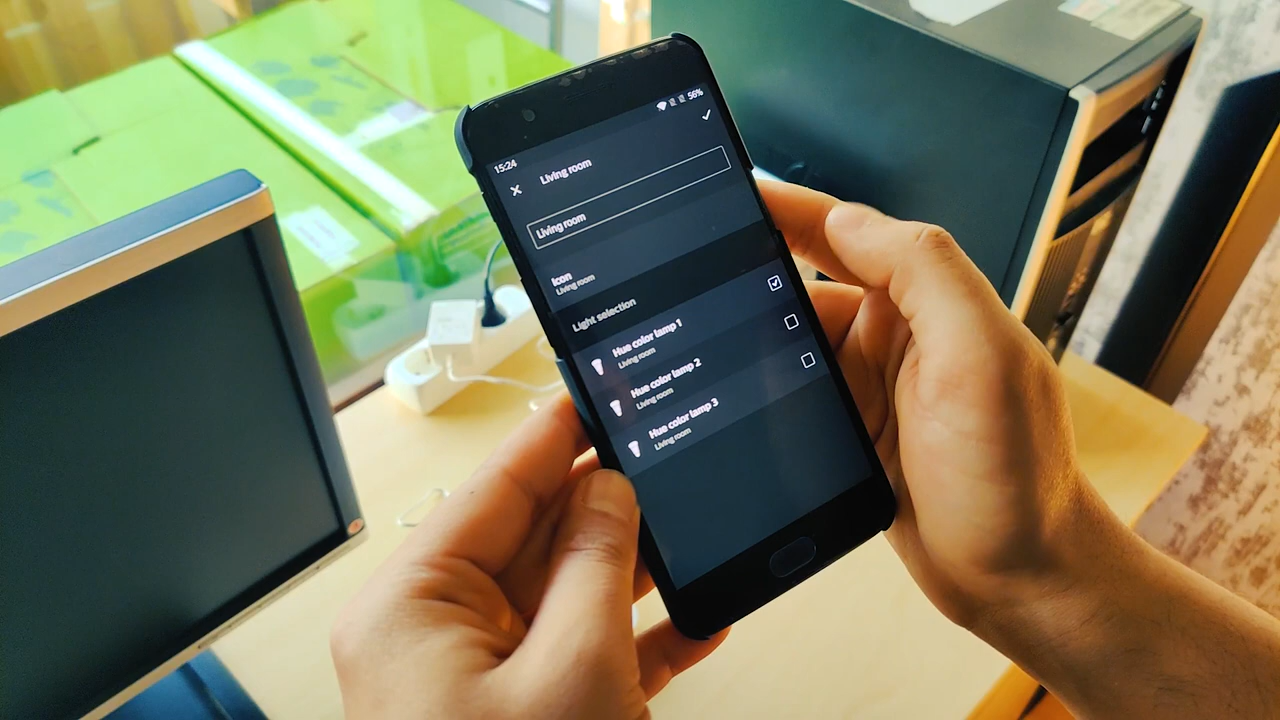 15:24
56%
Living room
Living room
Icon
Living room
Light selection
Hue color lamp 1
Living room
Hue color lamp 2
Living room
Hue color lamp 3
Living room